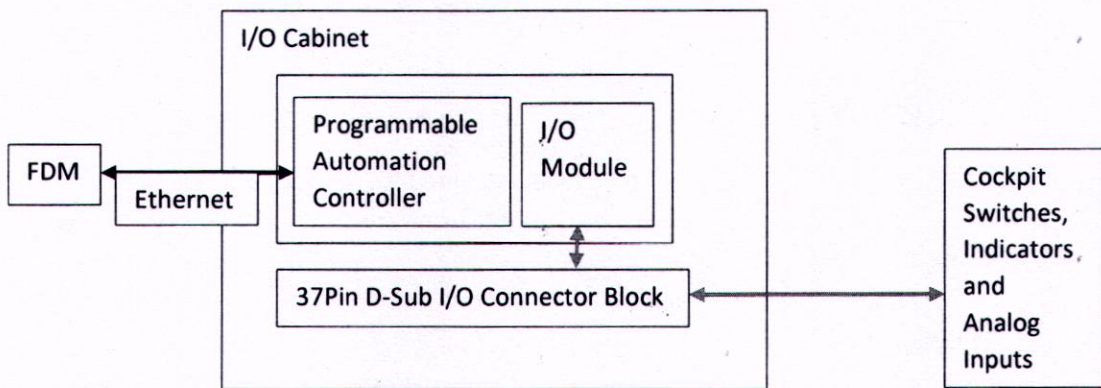 I/O Cabinet
Programmable
Automation
Controller
I/O
Module
FDM
Ethernet
37Pin D-Sub I/O Connector Block
Cockpit
Switches,
Indicators
and
Analog
Inputs